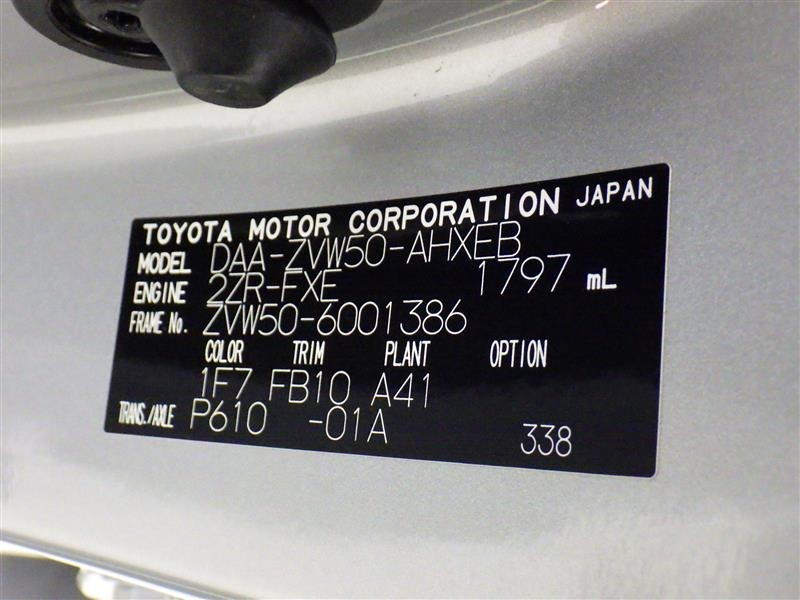 TOYOTA MOTOR CORPORATION JAPAN
MODEL DAA-ZVW50-AHXEB
ENGINE 2ZR-FXE 1797 mL
FRAME No. ZVW50-6001386
COLOR TRIM PLANT OPTION
1F7 FB10 A41
TRANS./AXLE P610 -01A 338